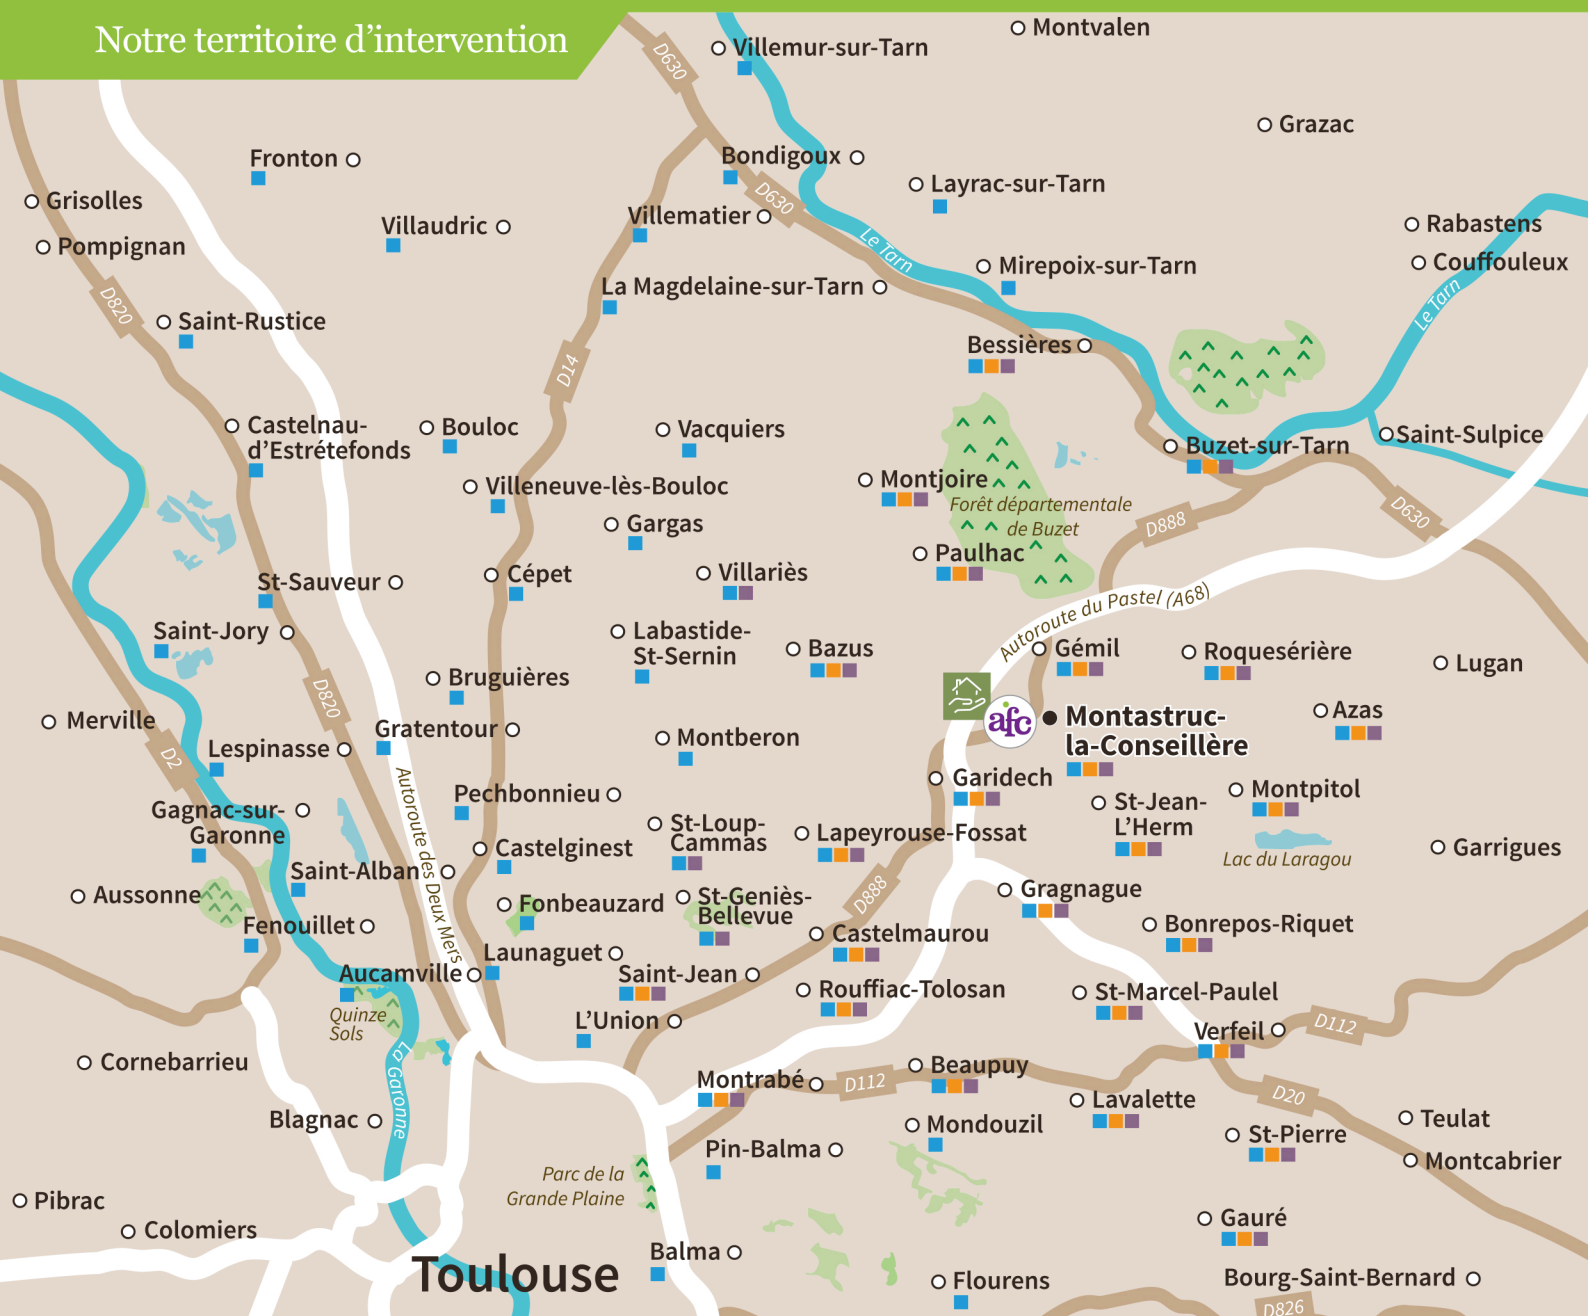 Notre territoire d’intervention
D630
Villemur-sur-Tarn
Montvalen
Grazac
Fronton
Bondigoux
Layrac-sur-Tarn
D630
Grisolles
Villaudric
Villematier
Rabastens
Pompignan
Le Tarn
Mirepoix-sur-Tarn
Couffouleux
La Magdelaine-sur-Tarn
Le Tarn
D820
Saint-Rustice
D14
Bessières
Castelnau-
d’Estrétefonds
Bouloc
Vacquiers
Buzet-sur-Tarn
Saint-Sulpice
Villeneuve-lès-Bouloc
Montjoire
Forêt départementale
de Buzet
D888
D630
Gargas
Paulhac
St-Sauveur
Cépet
Villariès
Autoroute du Pastel (A68)
Saint-Jory
Labastide-
St-Sernin
Bazus
Gémil
Roquesérière
Lugan
D820
Bruguières
afc
Montastruc-
la-Conseillère
Azas
Merville
Gratentour
Montberon
D2
Lespinasse
Autoroute des Deux Mers
Garidech
Pechbonnieu
St-Jean-
L’Herm
Montpitol
Gagnac-sur-
Garonne
St-Loup-
Cammas
Lapeyrouse-Fossat
Lac du Laragou
Garrigues
Castelginest
Saint-Alban
D888
Gragnague
Aussonne
Fonbeauzard
St-Geniès-
Bellevue
Fenouillet
Castelmaurou
Bonrepos-Riquet
Launaguet
Aucamville
Saint-Jean
Rouffiac-Tolosan
St-Marcel-Paulel
Quinze
Sols
L’Union
Verfeil
D112
La Garonne
Cornebarrieu
Montrabé
D112
Beaupuy
Lavalette
D20
Blagnac
Mondouzil
St-Pierre
Teulat
Pin-Balma
Montcabrier
Parc de la
Grande Plaine
Pibrac
Colomiers
Gauré
Balma
Toulouse
Flourens
Bourg-Saint-Bernard
D826